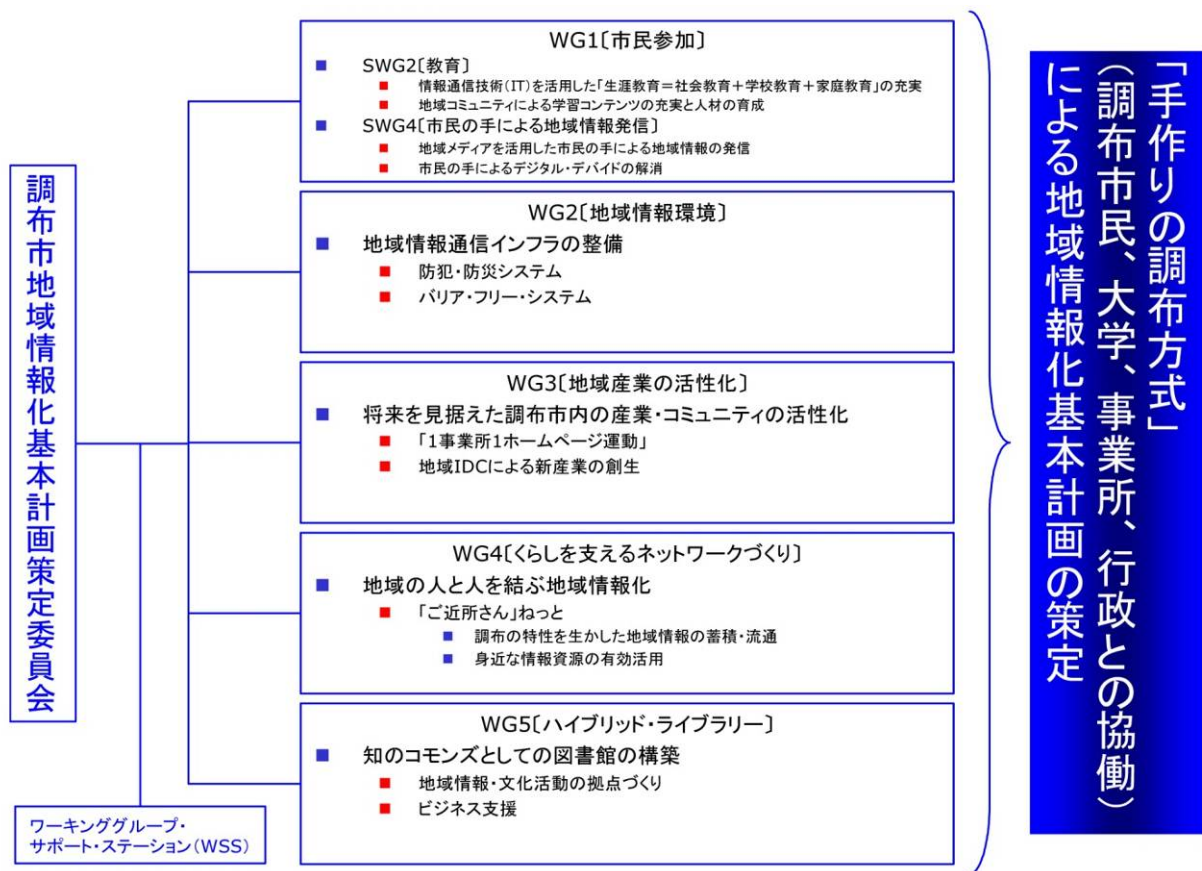 調布市地域情報化基本計画策定委員会
ワーキンググループ・
サポート・ステーション(WSS)
WG1〔市民参加〕
SWG2〔教育〕
情報通信技術(IT)を活用した「生涯教育=社会教育+学校教育+家庭教育」の充実
地域コミュニティによる学習コンテンツの充実と人材の育成
SWG4〔市民の手による地域情報発信〕
地域メディアを活用した市民の手による地域情報の発信
市民の手によるデジタル・デバイドの解消
WG2〔地域情報環境〕
地域情報通信インフラの整備
防犯・防災システム
バリア・フリー・システム
WG3〔地域産業の活性化〕
将来を見据えた調布市内の産業・コミュニティの活性化
「1事業所1ホームページ運動」
地域IDCによる新産業の創生
WG4〔くらしを支えるネットワークづくり〕
地域の人と人を結ぶ地域情報化
「ご近所さん」ねっと
調布の特性を生かした地域情報の蓄積・流通
身近な情報資源の有効活用
WG5〔ハイブリッド・ライブラリー〕
知のコモンズとしての図書館の構築
地域情報・文化活動の拠点づくり
ビジネス支援
「手作りの調布方式」
(調布市民、大学、事業所、行政との協働)
による地域情報化基本計画の策定